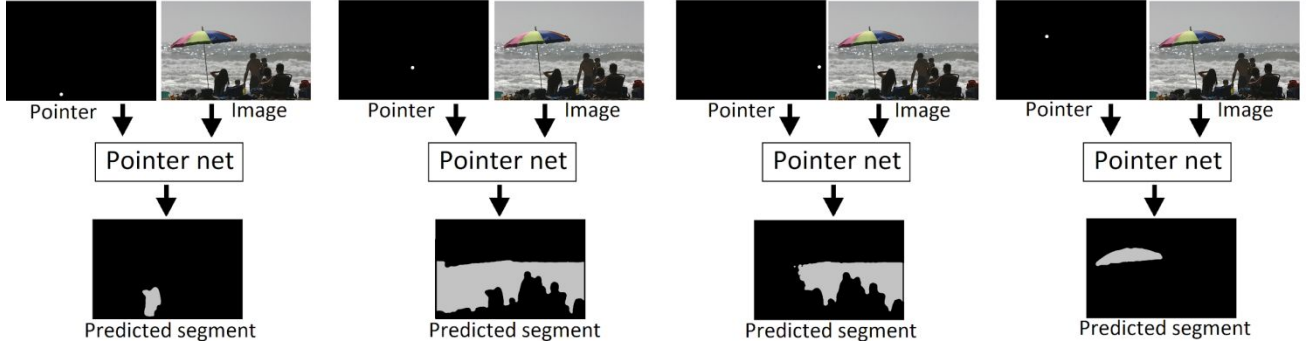 Pointer Image Pointer Image Pointer Image Pointer Image
Pointer net Pointer net Pointer net Pointer net
Predicted segment Predicted segment Predicted segment Predicted segment